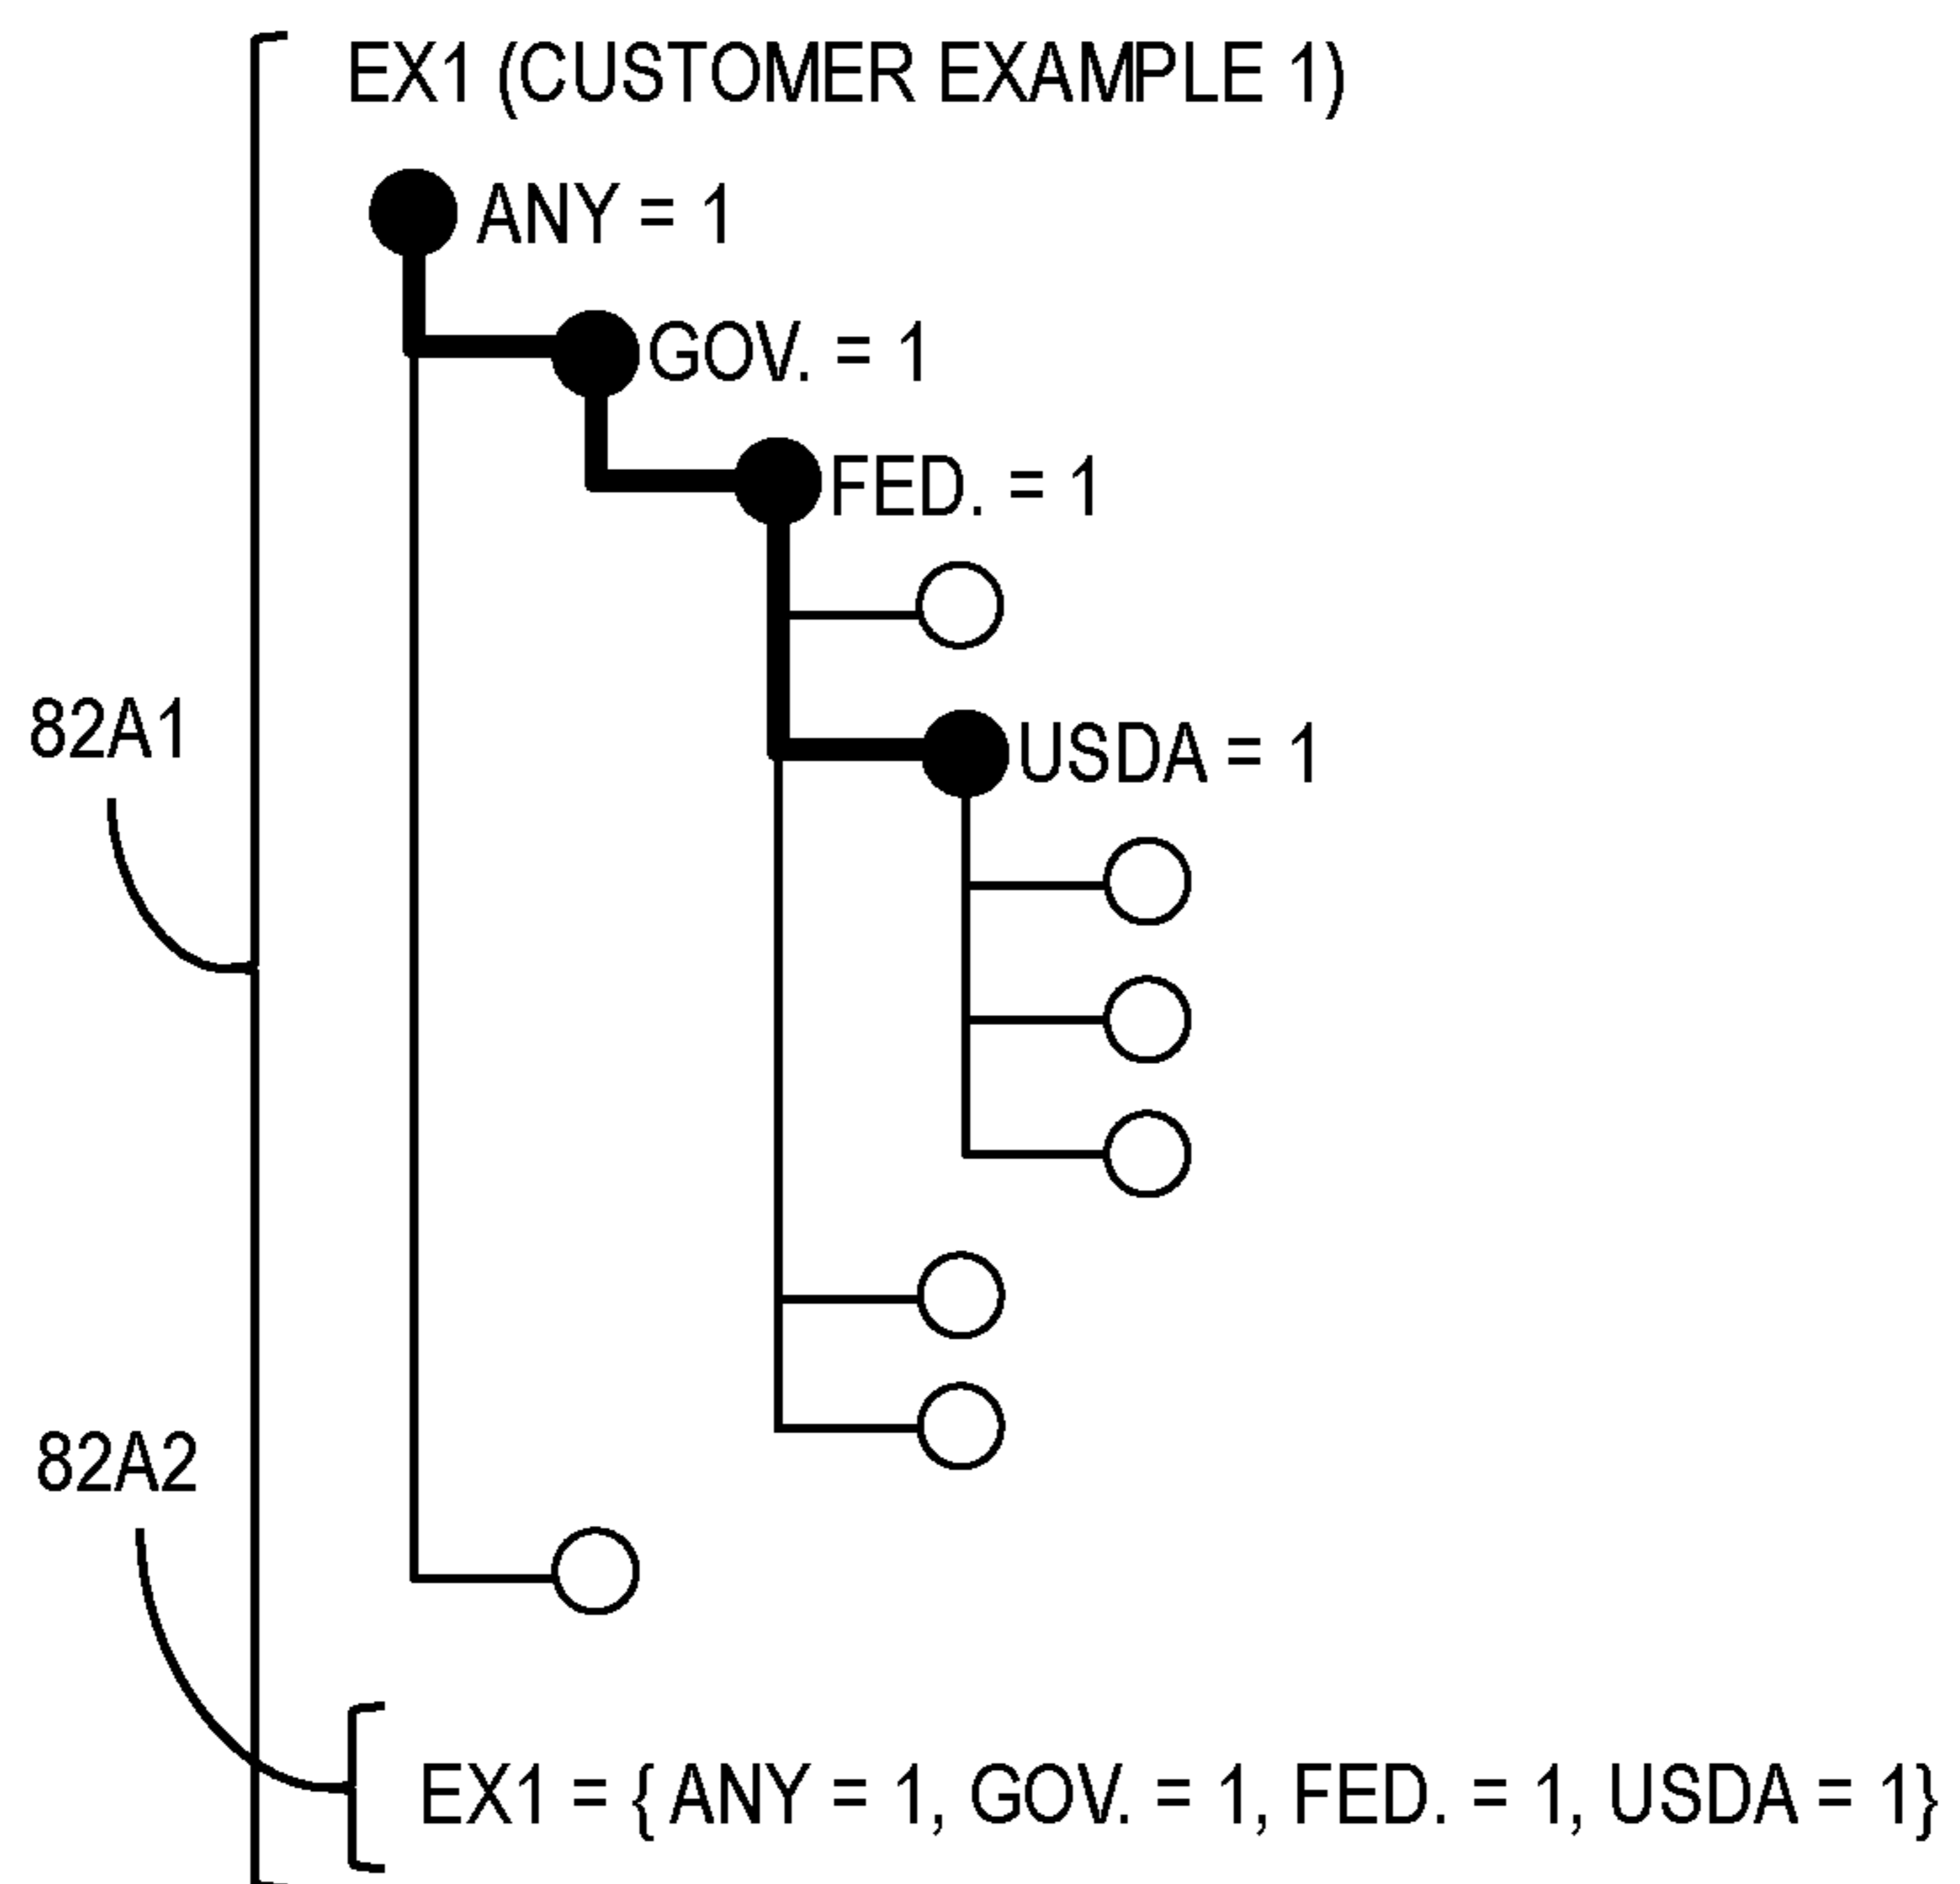 EX1 (CUSTOMER EXAMPLE 1)
ANY = 1
GOV. = 1
FED. = 1
82A1
USDA = 1
82A2
EX1 = { ANY = 1, GOV. = 1, FED. = 1, USDA = 1}